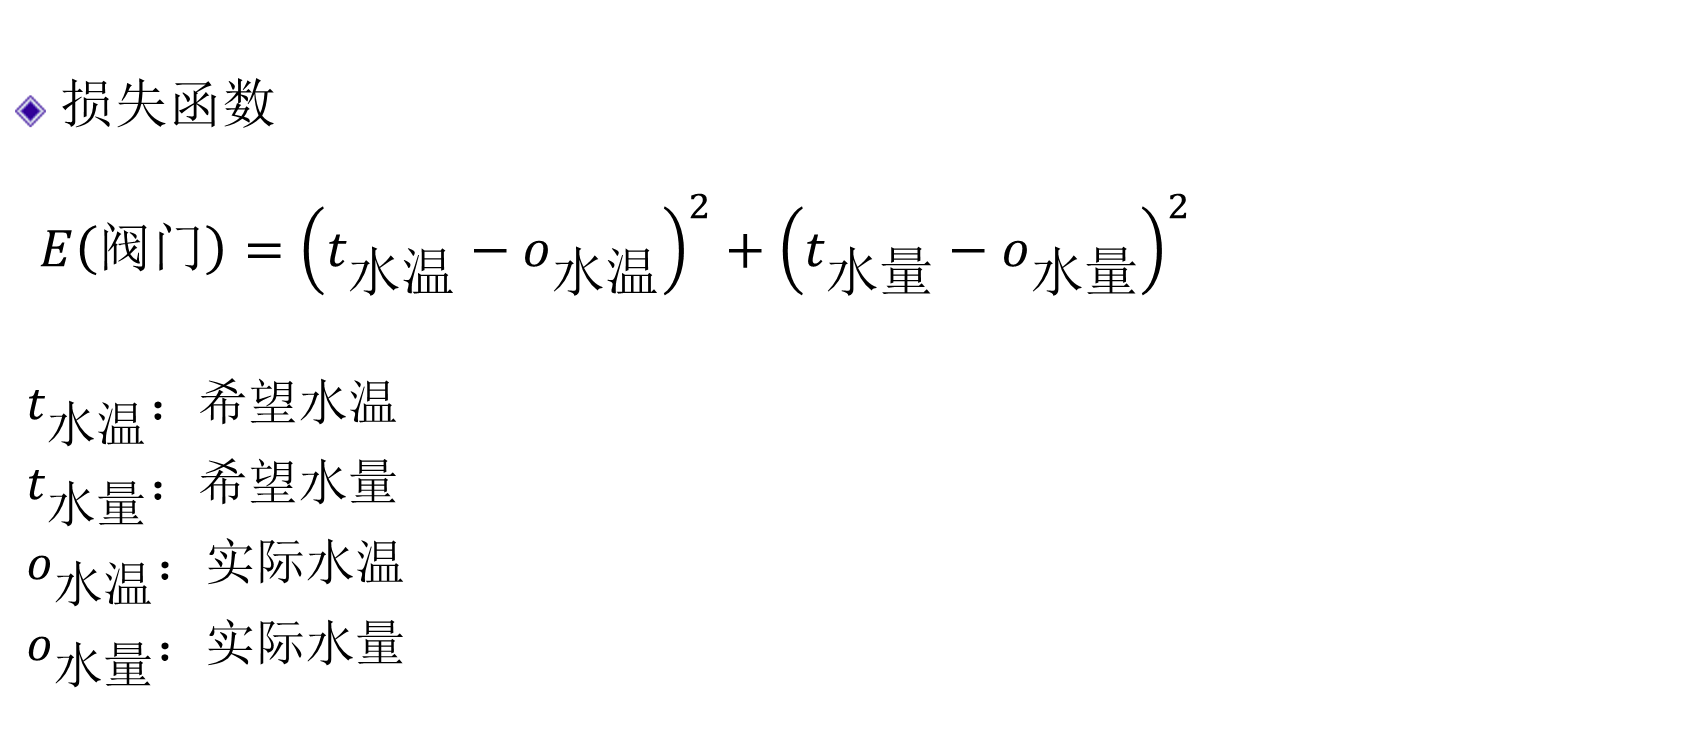 损失函数
E(阀门) = (t水温 − o水温)² + (t水量 − o水量)²
t水温：希望水温
t水量：希望水量
o水温：实际水温
o水量：实际水量